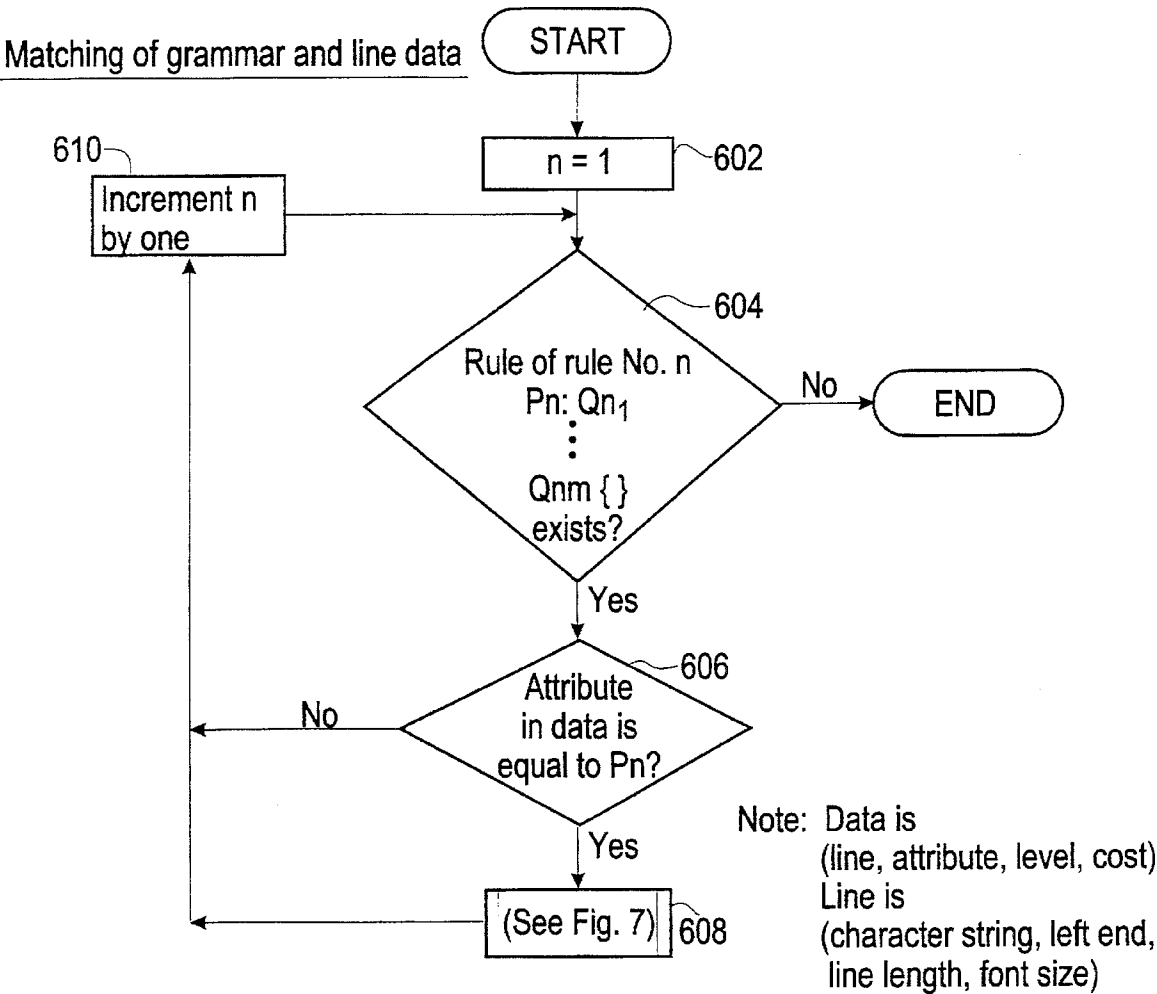 Matching of grammar and line data
START
n = 1
602
610
Increment n
by one
604
Rule of rule No. n
Pn: Qn₁
⋮
Qnm { }
exists?
No
END
Yes
606
Attribute
in data is
equal to Pn?
No
Yes
(See Fig. 7)
608
Note: Data is
(line, attribute, level, cost)
Line is
(character string, left end,
line length, font size)